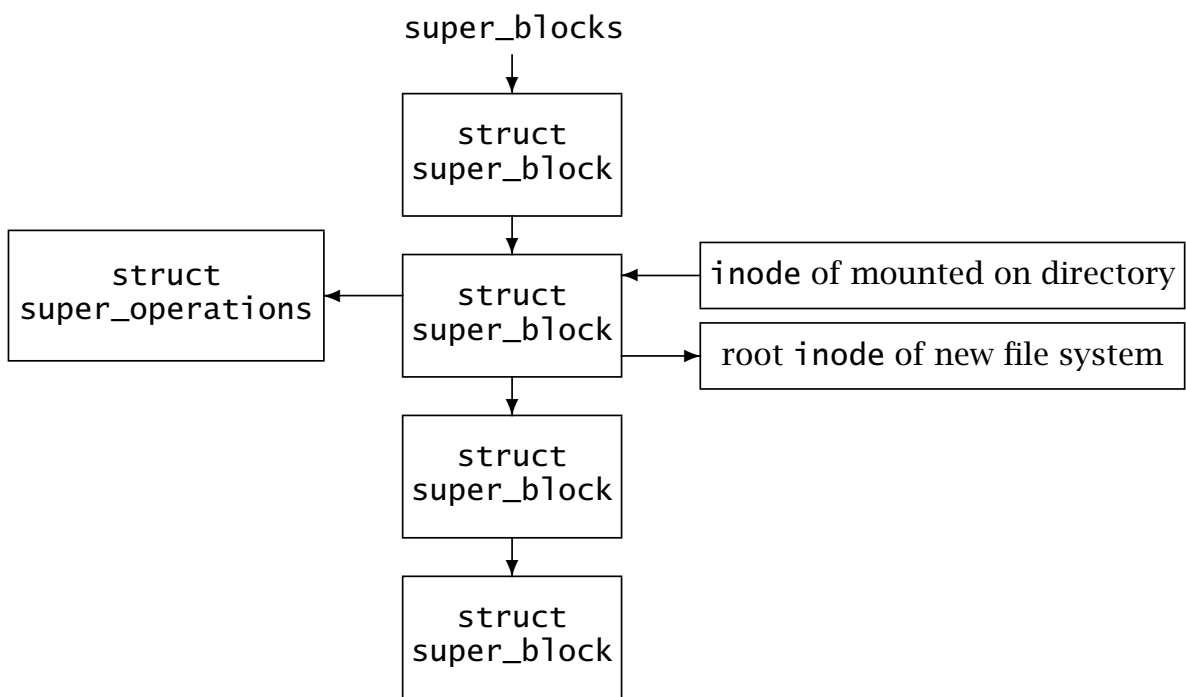 super_blocks
struct
super_block
struct
super_operations
struct
super_block
inode of mounted on directory
root inode of new file system
struct
super_block
struct
super_block